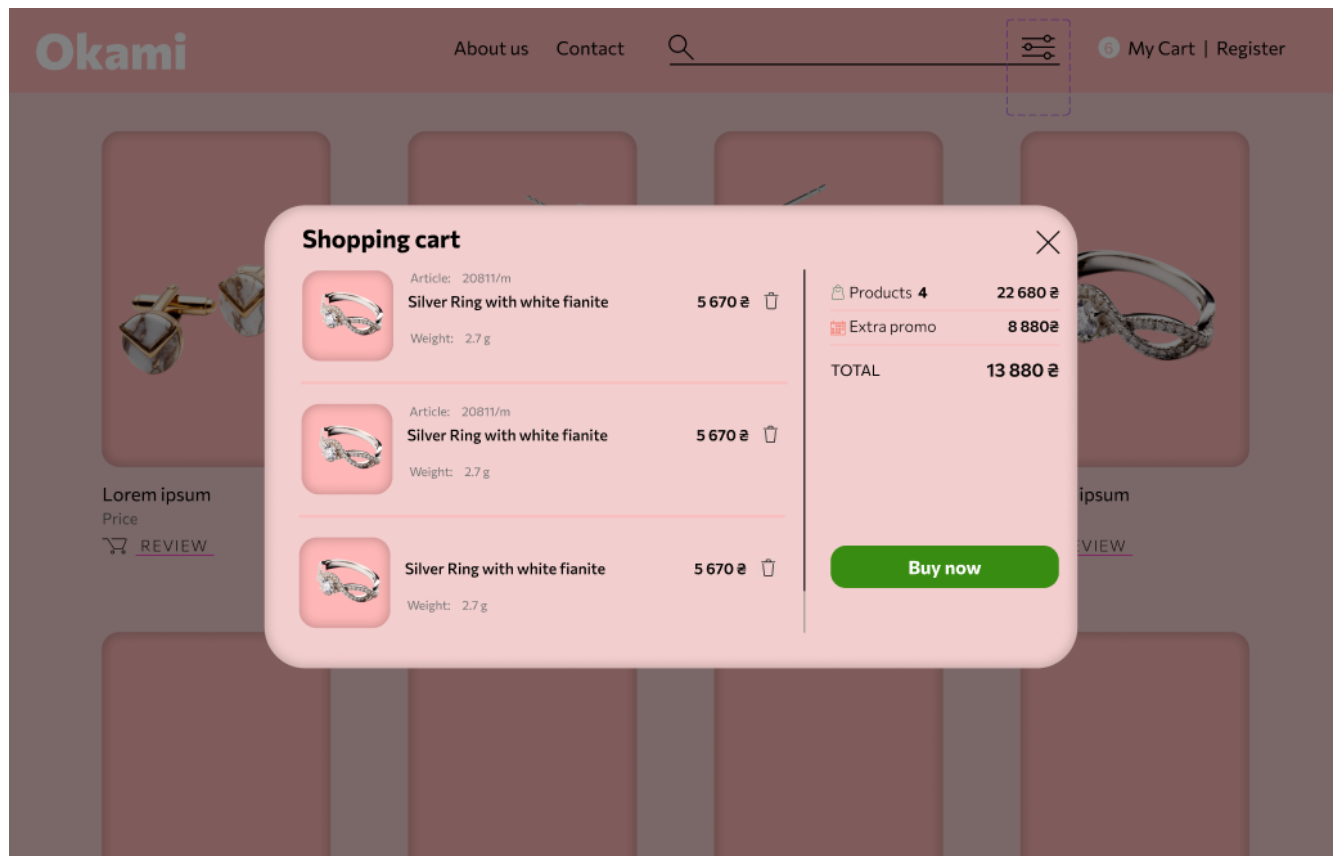 Okami
About us Contact
6 My Cart | Register
Shopping cart
Article: 20811/m
Silver Ring with white fianite 5 670 ₴
Weight: 2.7 g
Article: 20811/m
Silver Ring with white fianite 5 670 ₴
Weight: 2.7 g
Silver Ring with white fianite 5 670 ₴
Weight: 2.7 g
Products 4 22 680 ₴
Extra promo 8 880₴
TOTAL 13 880 ₴
Buy now
Lorem ipsum
Price
REVIEW
ipsum
VIEW